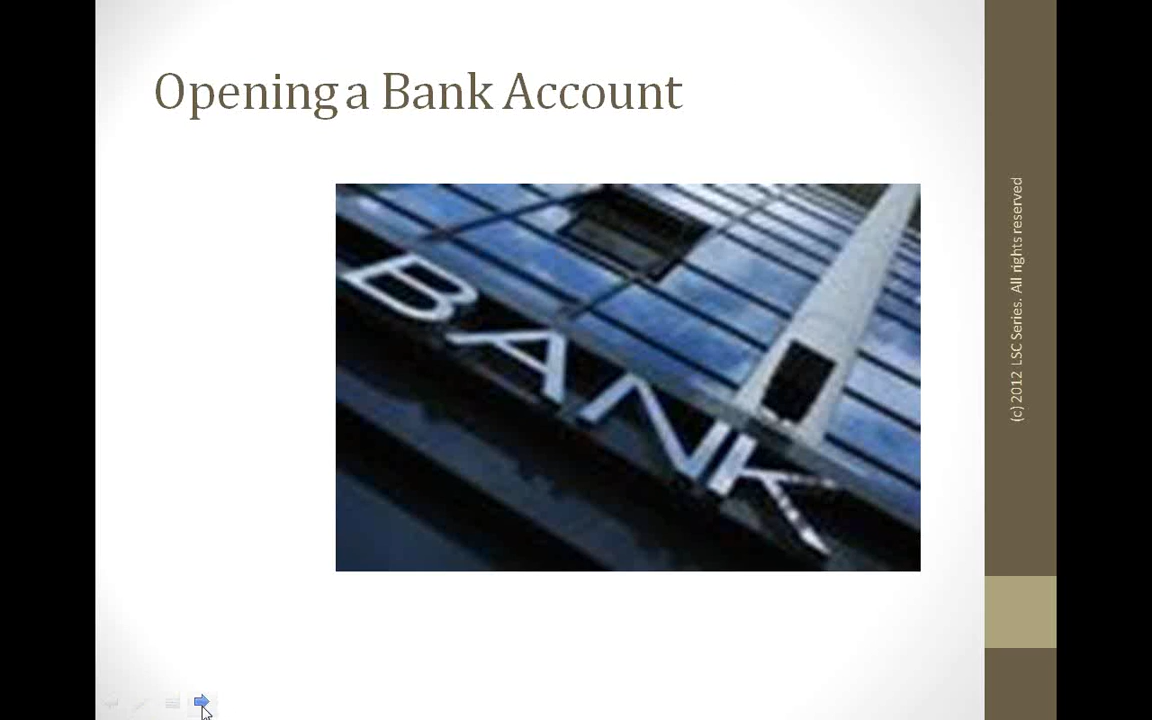 Opening a Bank Account
BANK
(c) 2012 LSC Series. All rights reserved